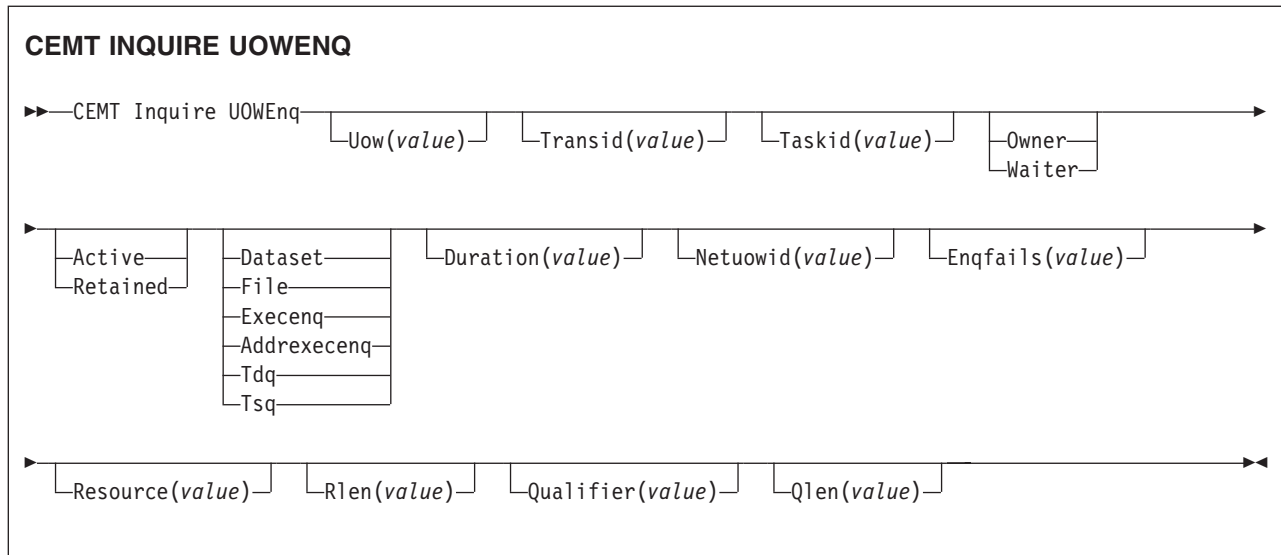 CEMT INQUIRE UOWENQ
CEMT Inquire UOWEnq
Uow(value)
Transid(value)
Taskid(value)
Owner
Waiter
Active
Retained
Dataset
File
Execenq
Addrexecenq
Tdq
Tsq
Duration(value)
Netuowid(value)
Enqfails(value)
Resource(value)
Rlen(value)
Qualifier(value)
Qlen(value)